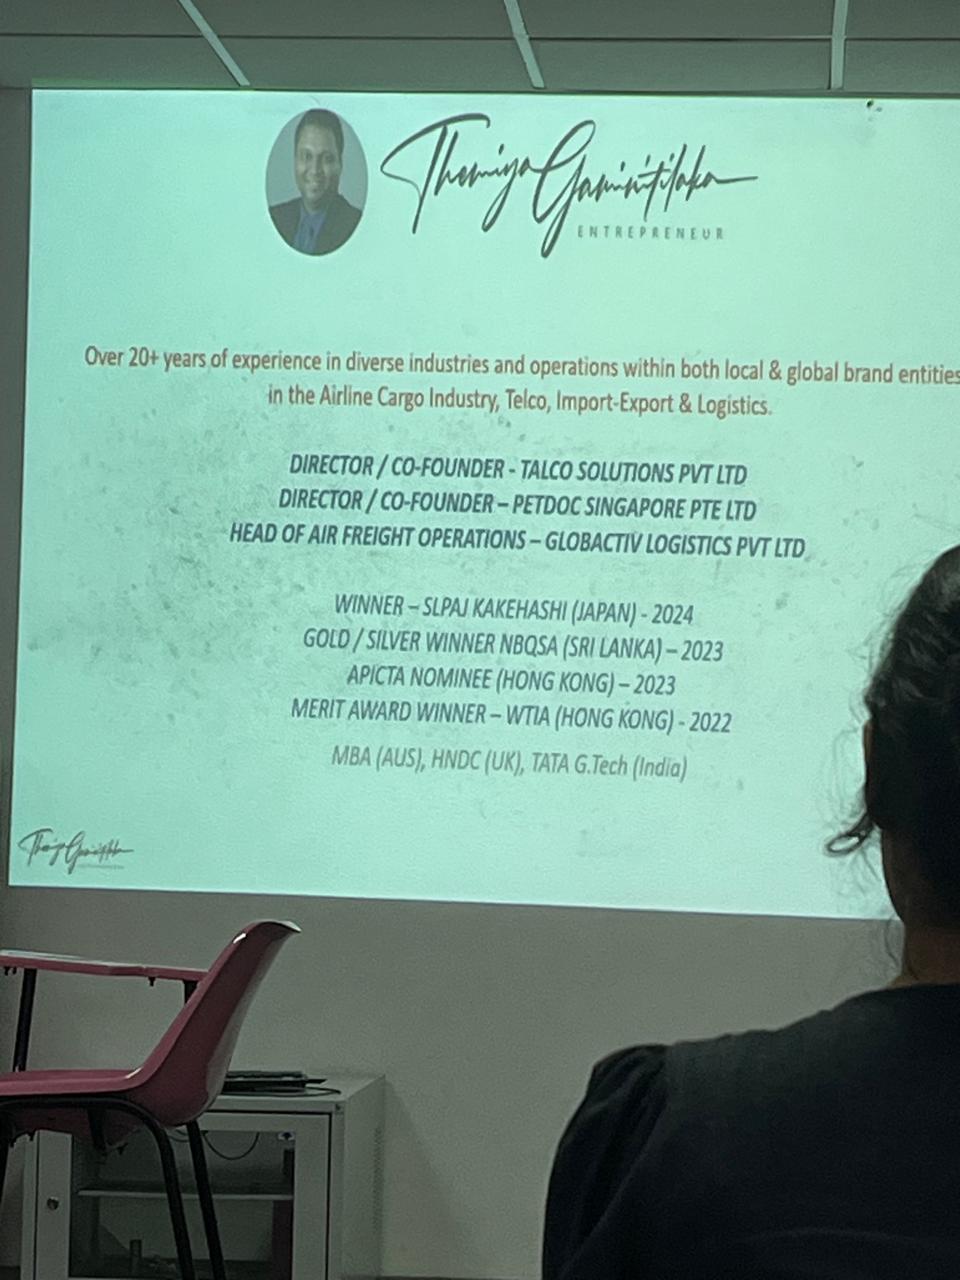 Themiya Gaminitilaka
ENTREPRENEUR
Over 20+ years of experience in diverse industries and operations within both local & global brand entities
in the Airline Cargo Industry, Telco, Import-Export & Logistics.
DIRECTOR / CO-FOUNDER - TALCO SOLUTIONS PVT LTD
DIRECTOR / CO-FOUNDER – PETDOC SINGAPORE PTE LTD
HEAD OF AIR FREIGHT OPERATIONS – GLOBACTIV LOGISTICS PVT LTD
WINNER – SLPAJ KAKEHASHI (JAPAN) - 2024
GOLD / SILVER WINNER NBQSA (SRI LANKA) – 2023
APICTA NOMINEE (HONG KONG) – 2023
MERIT AWARD WINNER – WTIA (HONG KONG) - 2022
MBA (AUS), HNDC (UK), TATA G.Tech (India)